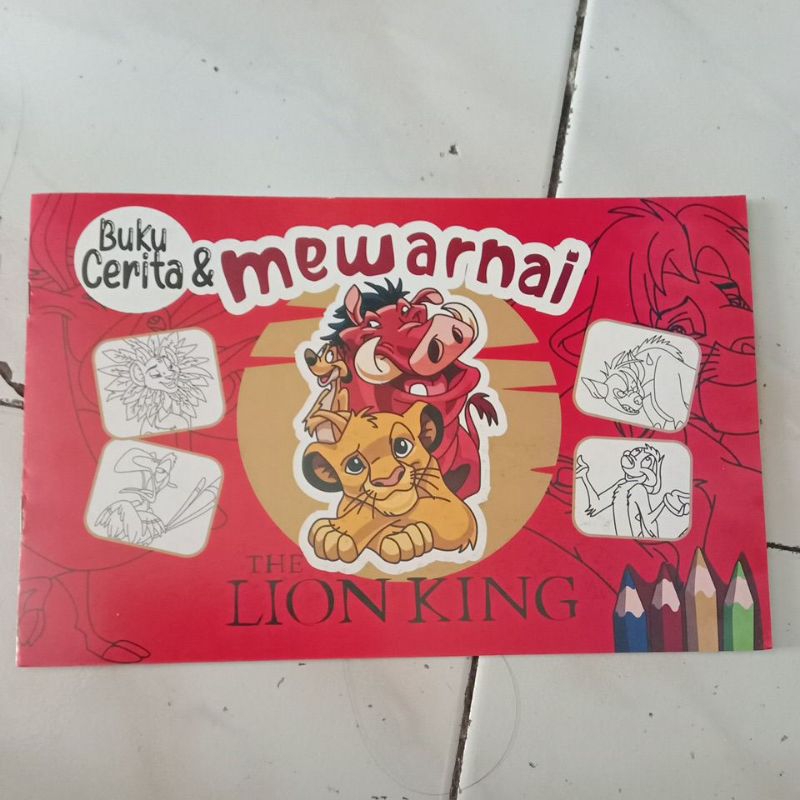 Buku
Cerita &
mewarnai
THE
LION KING